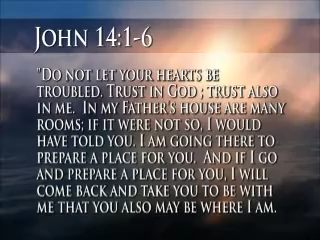 John 14:1-6
"Do not let your hearts be
troubled. Trust in God ; trust also
in me.  In my Father's house are many
rooms; if it were not so, I would
have told you. I am going there to
prepare a place for you.  And if I go
and prepare a place for you, I will
come back and take you to be with
me that you also may be where I am.